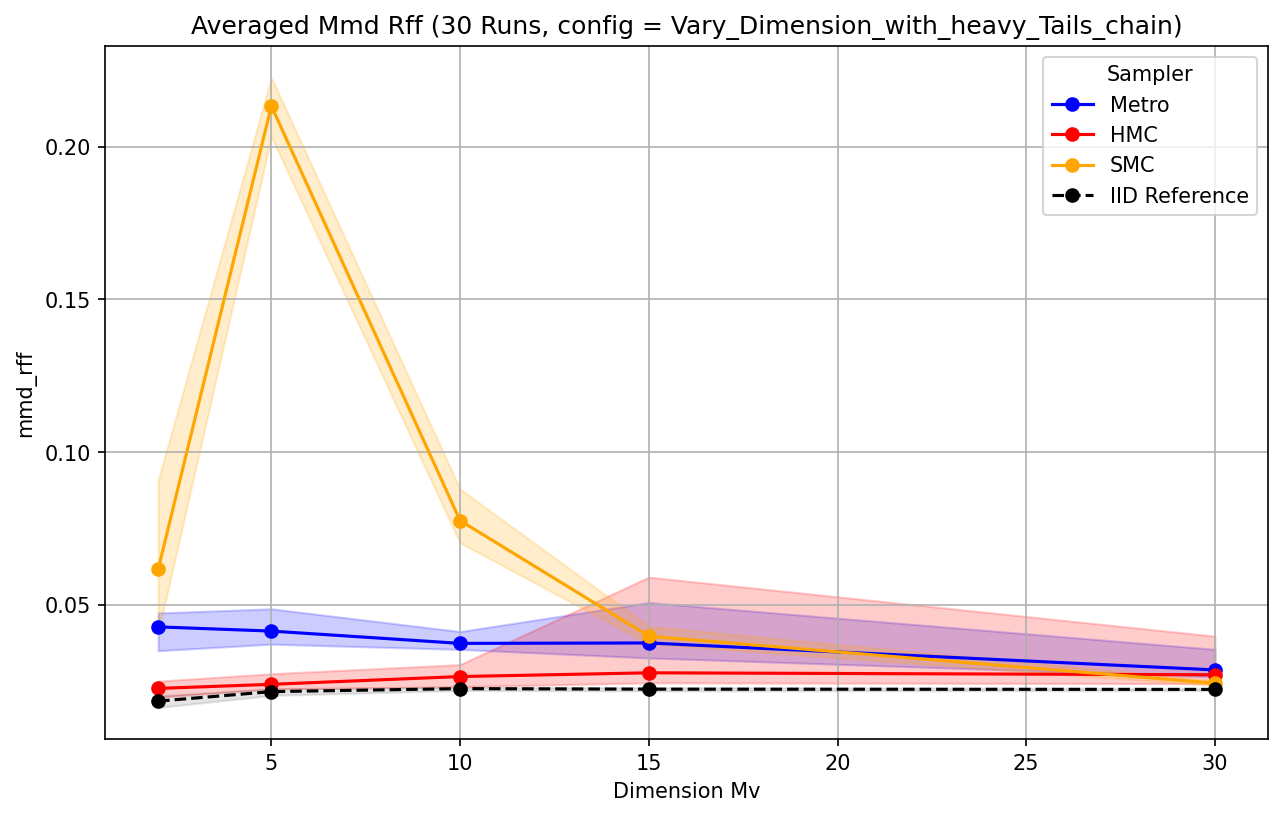 Averaged Mmd Rff (30 Runs, config = Vary_Dimension_with_heavy_Tails_chain)
Sampler
Metro
HMC
SMC
IID Reference
mmd_rff
0.20
0.15
0.10
0.05
5
10
15
20
25
30
Dimension Mv